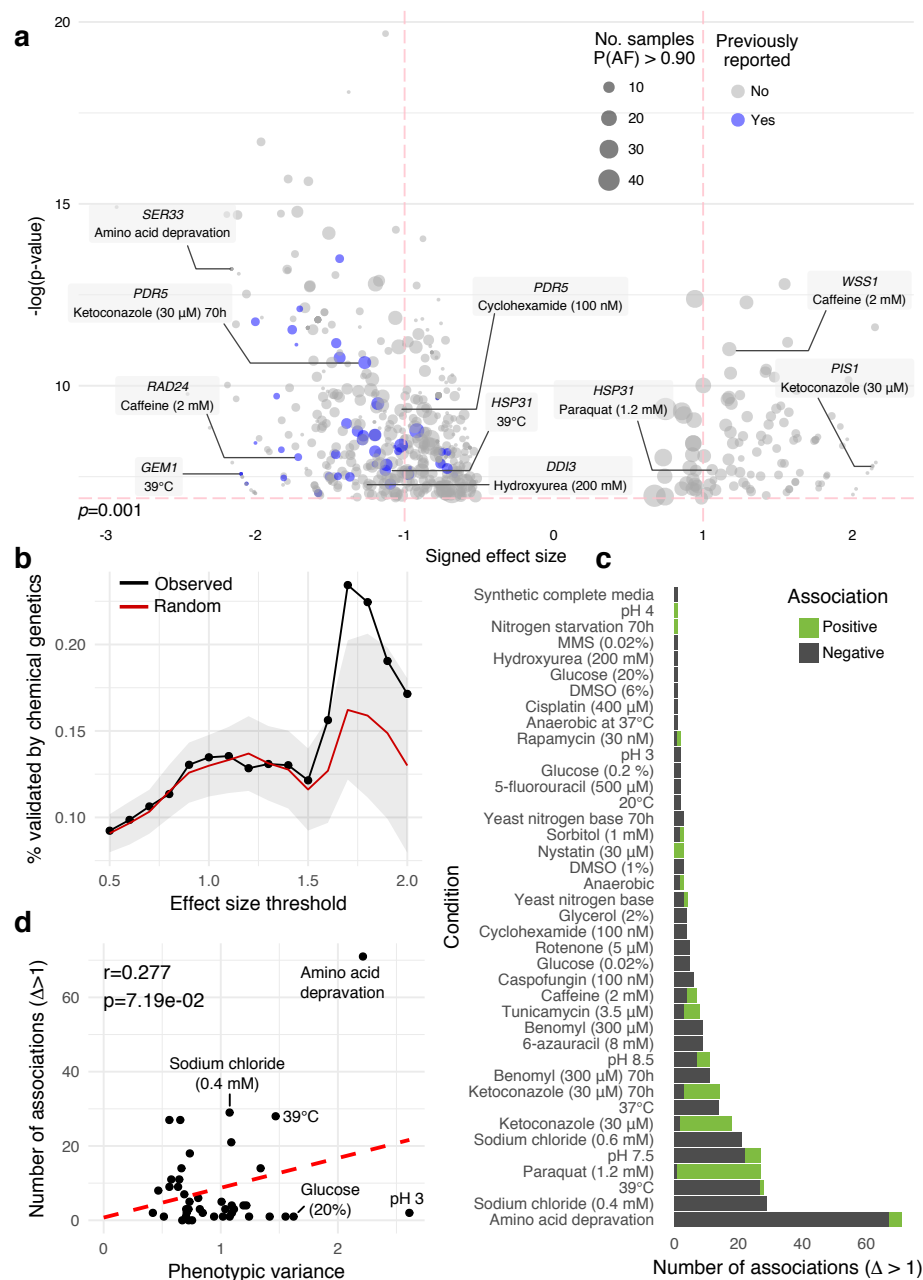 a
20
15
10
-log(p-value)
No. samples
P(AF) > 0.90
10
20
30
40
Previously
reported
No
Yes
SER33
Amino acid depravation
PDR5
Ketoconazole (30 µM) 70h
RAD24
Caffeine (2 mM)
GEM1
39°C
PDR5
Cyclohexamide (100 nM)
HSP31
39°C
DDI3
Hydroxyurea (200 mM)
HSP31
Paraquat (1.2 mM)
WSS1
Caffeine (2 mM)
PIS1
Ketoconazole (30 µM)
p=0.001
-3
-2
-1
0
1
2
Signed effect size
b
Observed
Random
0.20
0.15
0.10
% validated by chemical genetics
0.5
1.0
1.5
2.0
Effect size threshold
c
Association
Positive
Negative
Condition
Synthetic complete media
pH 4
Nitrogen starvation 70h
MMS (0.02%)
Hydroxyurea (200 mM)
Glucose (20%)
DMSO (6%)
Cisplatin (400 µM)
Anaerobic at 37°C
Rapamycin (30 nM)
pH 3
Glucose (0.2 %)
5-fluorouracil (500 µM)
20°C
Yeast nitrogen base 70h
Sorbitol (1 mM)
Nystatin (30 µM)
DMSO (1%)
Anaerobic
Yeast nitrogen base
Glycerol (2%)
Cyclohexamide (100 nM)
Rotenone (5 µM)
Glucose (0.02%)
Caspofungin (100 nM)
Caffeine (2 mM)
Tunicamycin (3.5 µM)
Benomyl (300 µM)
6-azauracil (8 mM)
pH 8.5
Benomyl (300 µM) 70h
Ketoconazole (30 µM) 70h
37°C
Ketoconazole (30 µM)
Sodium chloride (0.6 mM)
pH 7.5
Paraquat (1.2 mM)
39°C
Sodium chloride (0.4 mM)
Amino acid depravation
0
20
40
60
Number of associations (Δ > 1)
d
r=0.277
p=7.19e-02
Amino acid
depravation
Sodium chloride
(0.4 mM)
39°C
Glucose
(20%)
pH 3
60
40
20
0
Number of associations (Δ>1)
0
1
2
Phenotypic variance